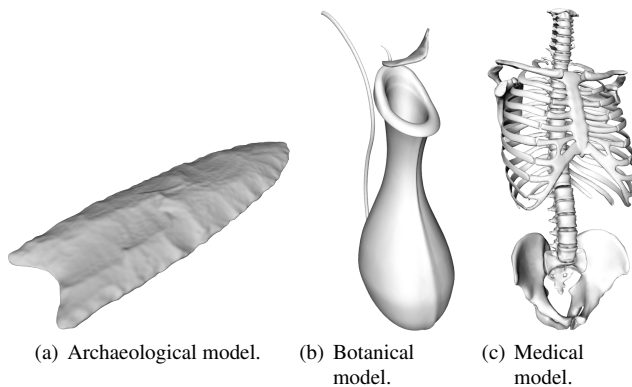 (a) Archaeological model.
(b) Botanical
model.
(c) Medical
model.